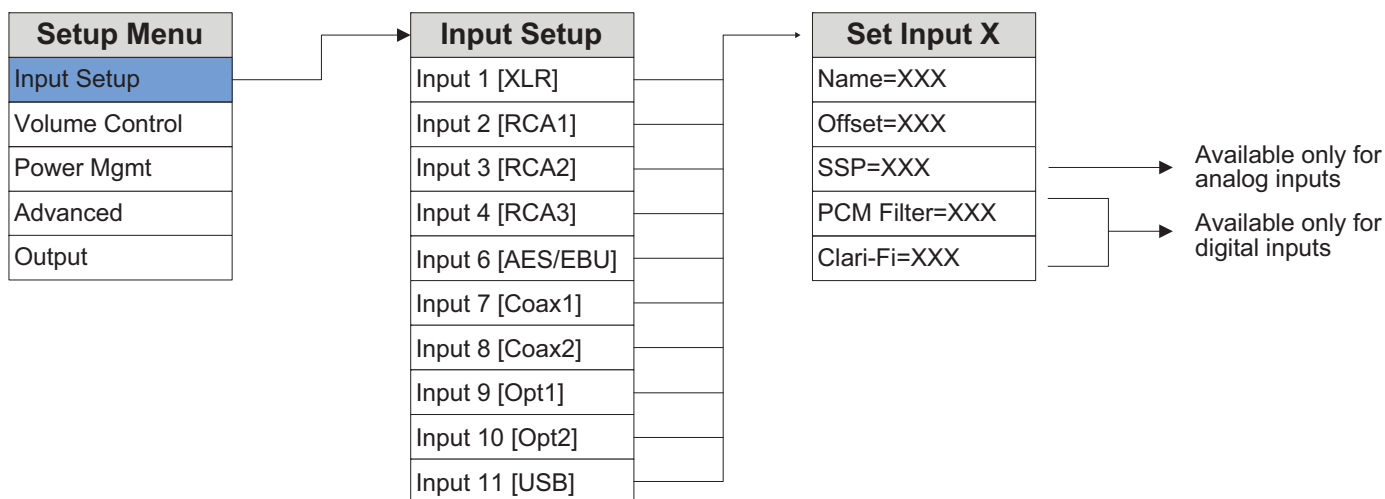 Setup Menu
Input Setup
Volume Control
Power Mgmt
Advanced
Output
Input Setup
Input 1 [XLR]
Input 2 [RCA1]
Input 3 [RCA2]
Input 4 [RCA3]
Input 6 [AES/EBU]
Input 7 [Coax1]
Input 8 [Coax2]
Input 9 [Opt1]
Input 10 [Opt2]
Input 11 [USB]
Set Input X
Name=XXX
Offset=XXX
SSP=XXX
PCM Filter=XXX
Clari-Fi=XXX
Available only for
analog inputs
Available only for
digital inputs